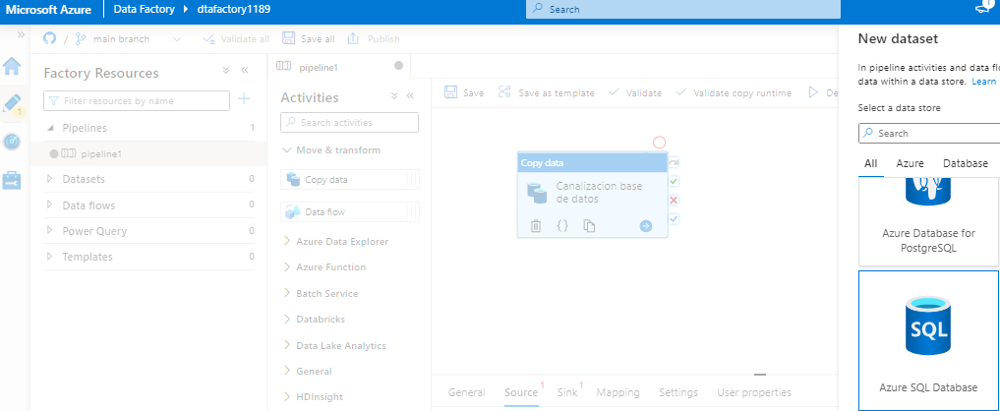 Microsoft Azure
Data Factory
dtafactory1189
Search
1
main branch
Validate all
Save all
Publish
1
Factory Resources
Filter resources by name
Pipelines 1
pipeline1
Datasets 0
Data flows 0
Power Query 0
Templates 0
pipeline1
Activities
Search activities
Move & transform
Copy data
Data flow
Azure Data Explorer
Azure Function
Batch Service
Databricks
Data Lake Analytics
General
HDInsight
Save
Save as template
Validate
Validate copy runtime
De
Copy data
Canalizacion base
de datos
General
Source 1
Sink 1
Mapping
Settings
User properties
New dataset
In pipeline activities and data flo
data within a data store. Learn
Select a data store
Search
All
Azure
Database
Azure Database for
PostgreSQL
SQL
Azure SQL Database